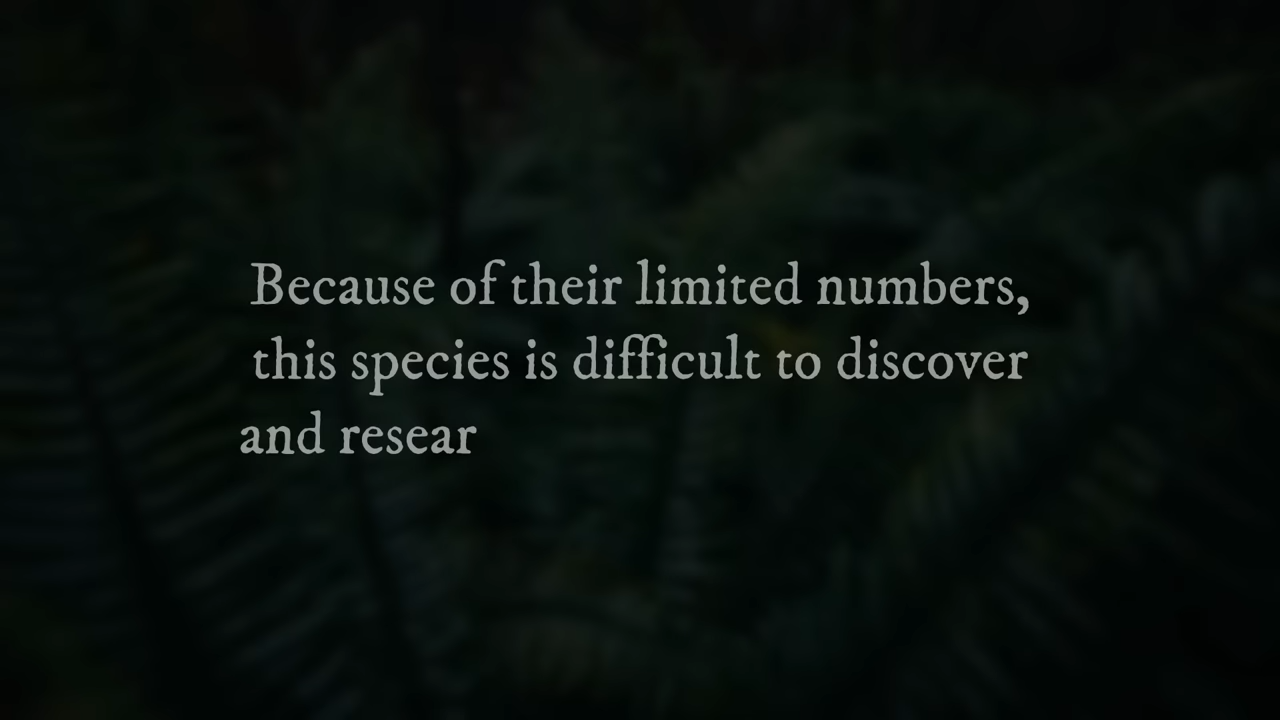 Because of their limited numbers,
this species is difficult to discover
and resear